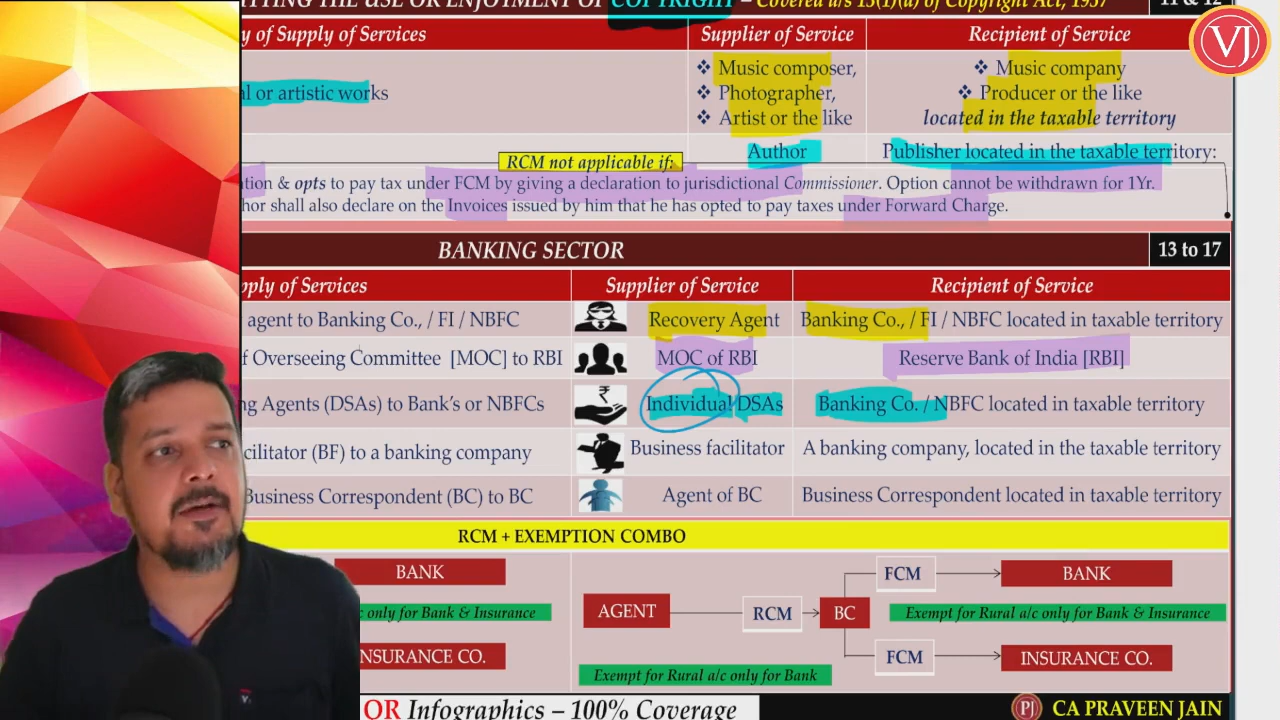 TTING THE USE OR ENJOYMENT OF COPYRIGHT – Covered u/s 13(1)(a) of Copyright Act, 1957 11 & 12
y of Supply of Services Supplier of Service Recipient of Service
VJ
al or artistic works
❖ Music composer,
❖ Photographer,
❖ Artist or the like
❖ Music company
❖ Producer or the like
located in the taxable territory
Author Publisher located in the taxable territory:
RCM not applicable if:
tion & opts to pay tax under FCM by giving a declaration to jurisdictional Commissioner. Option cannot be withdrawn for 1Yr.
hor shall also declare on the Invoices issued by him that he has opted to pay taxes under Forward Charge.
BANKING SECTOR 13 to 17
pply of Services Supplier of Service Recipient of Service
agent to Banking Co., / FI / NBFC Recovery Agent Banking Co., / FI / NBFC located in taxable territory
f Overseeing Committee [MOC] to RBI MOC of RBI Reserve Bank of India [RBI]
ng Agents (DSAs) to Bank's or NBFCs Individual DSAs Banking Co. / NBFC located in taxable territory
cilitator (BF) to a banking company Business facilitator A banking company, located in the taxable territory
Business Correspondent (BC) to BC Agent of BC Business Correspondent located in taxable territory
RCM + EXEMPTION COMBO
BANK
c only for Bank & Insurance
NSURANCE CO.
AGENT RCM BC
FCM BANK
Exempt for Rural a/c only for Bank & Insurance
FCM INSURANCE CO.
Exempt for Rural a/c only for Bank
OR Infographics – 100% Coverage
PJ CA PRAVEEN JAIN